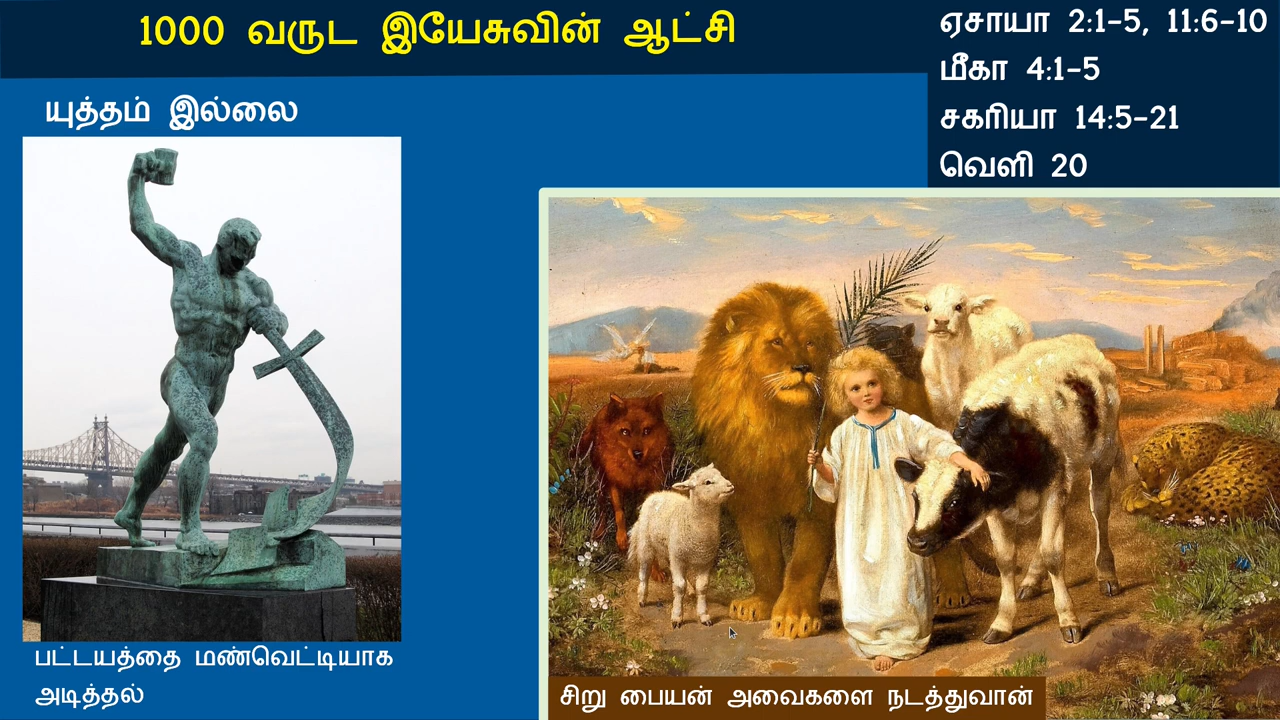 1000 வருட இயேசுவின் ஆட்சி
ஏசாயா 2:1-5, 11:6-10
மீகா 4:1-5
சகரியா 14:5-21
வெளி 20
யுத்தம் இல்லை
பட்டயத்தை மண்வெட்டியாக
அடித்தல்
சிறு பையன் அவைகளை நடத்துவான்